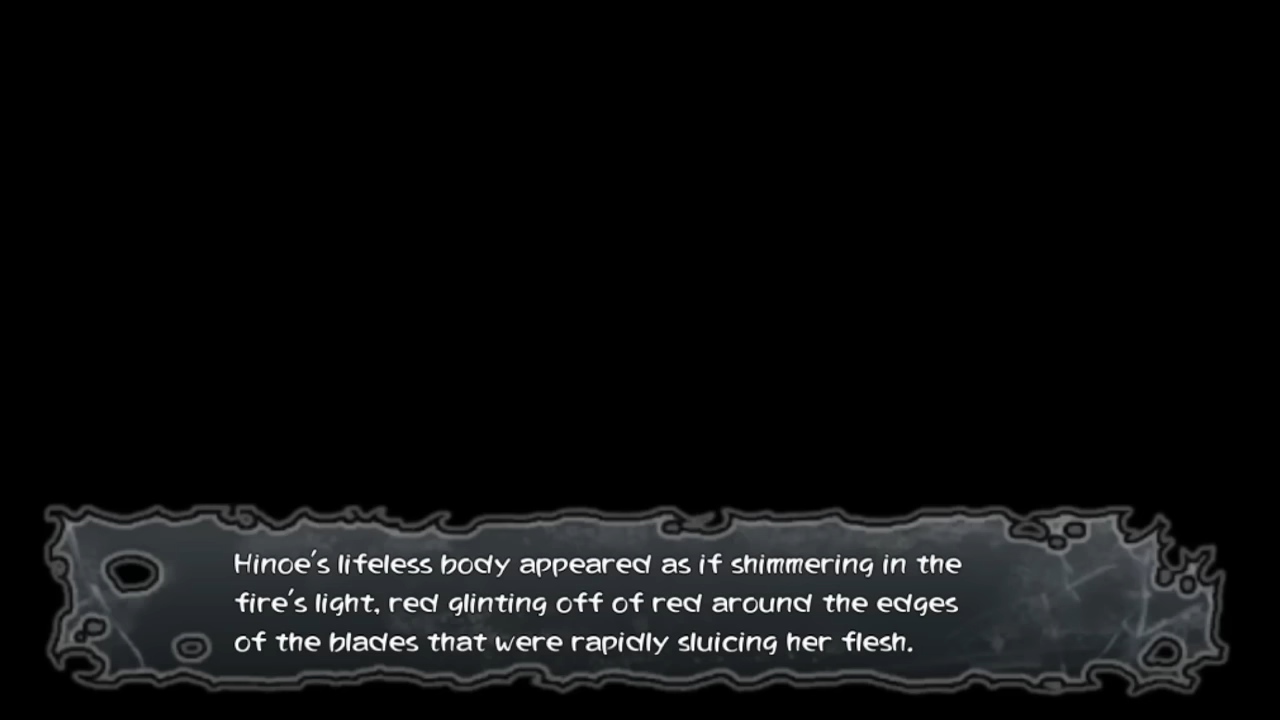 Hinoe's lifeless body appeared as if shimmering in the
fire's light, red glinting off of red around the edges
of the blades that were rapidly sluicing her flesh.